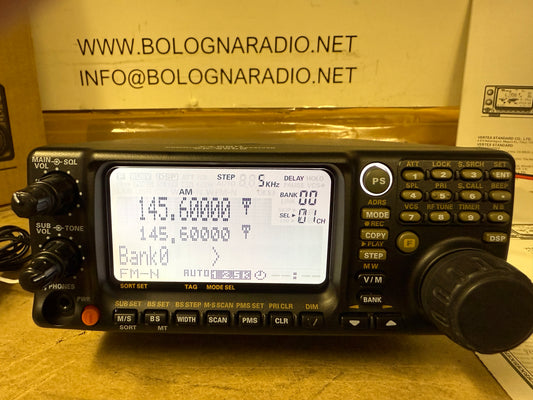 WWW.BOLOGNARADIO.NET
INFO@BOLOGNARADIO.NET
VERTEX STANDARD CO., LTD.
MAIN VOL SQL
SUB VOL TONE
PHONES
PWR
STEP 5KHz DELAY HOLD
AM
BANK 00
145.60000
SEL 01 CH
145.60000
Bank0
FM-N AUTO 12.5K
SORT SET TAG MODE SEL
PS
ATT LOCK S.SRCH SET
1 2 3 ENT
SPL PRI S.CALL BEEP
4 5 6
VCS RF TUNE TIMER N B
7 8 9 0
ADRS
MODE
REC
COPY
PLAY
STEP
M W
V / M
BANK
F
DSP
SUB SET BS SET BS SET M-S SCAN PMS SET PRI CLR DIM
M/S BS WIDTH SCAN PMS CLR
SORT MT